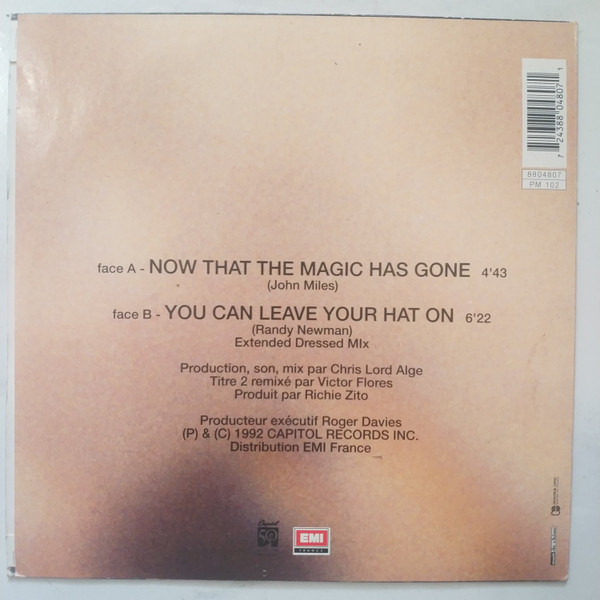 7 24388 04807 1
8804807
PM 102
face A - NOW THAT THE MAGIC HAS GONE 4'43
(John Miles)
face B - YOU CAN LEAVE YOUR HAT ON 6'22
(Randy Newman)
Extended Dressed MIx
Production, son, mix par Chris Lord Alge
Titre 2 remixé par Victor Flores
Produit par Richie Zito
Producteur exécutif Roger Davies
(P) & (C) 1992 CAPITOL RECORDS INC.
Distribution EMI France
Capitol
EMI
FRANCE